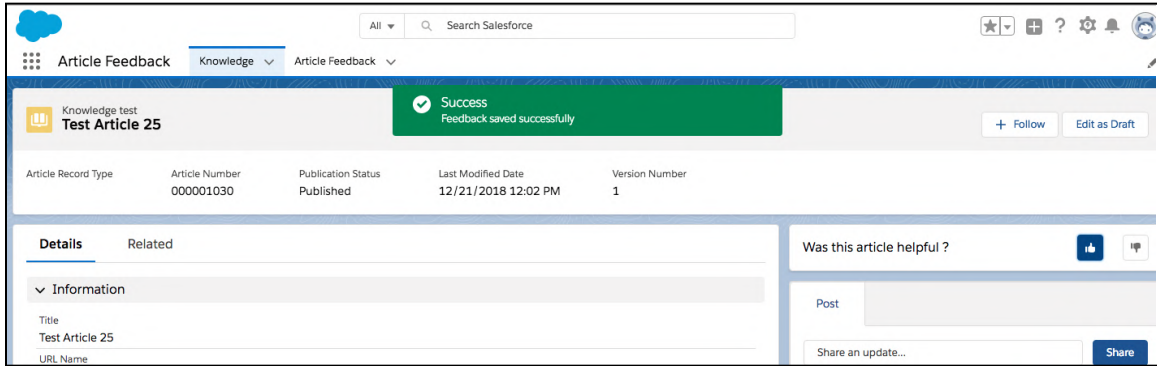 All
Search Salesforce
Article Feedback
Knowledge
Article Feedback
Success
Feedback saved successfully
Knowledge test
Test Article 25
+ Follow
Edit as Draft
Article Record Type
Article Number
Publication Status
Last Modified Date
Version Number
000001030
Published
12/21/2018 12:02 PM
1
Details
Related
Was this article helpful ?
Information
Post
Title
Test Article 25
Share an update...
Share
URL Name